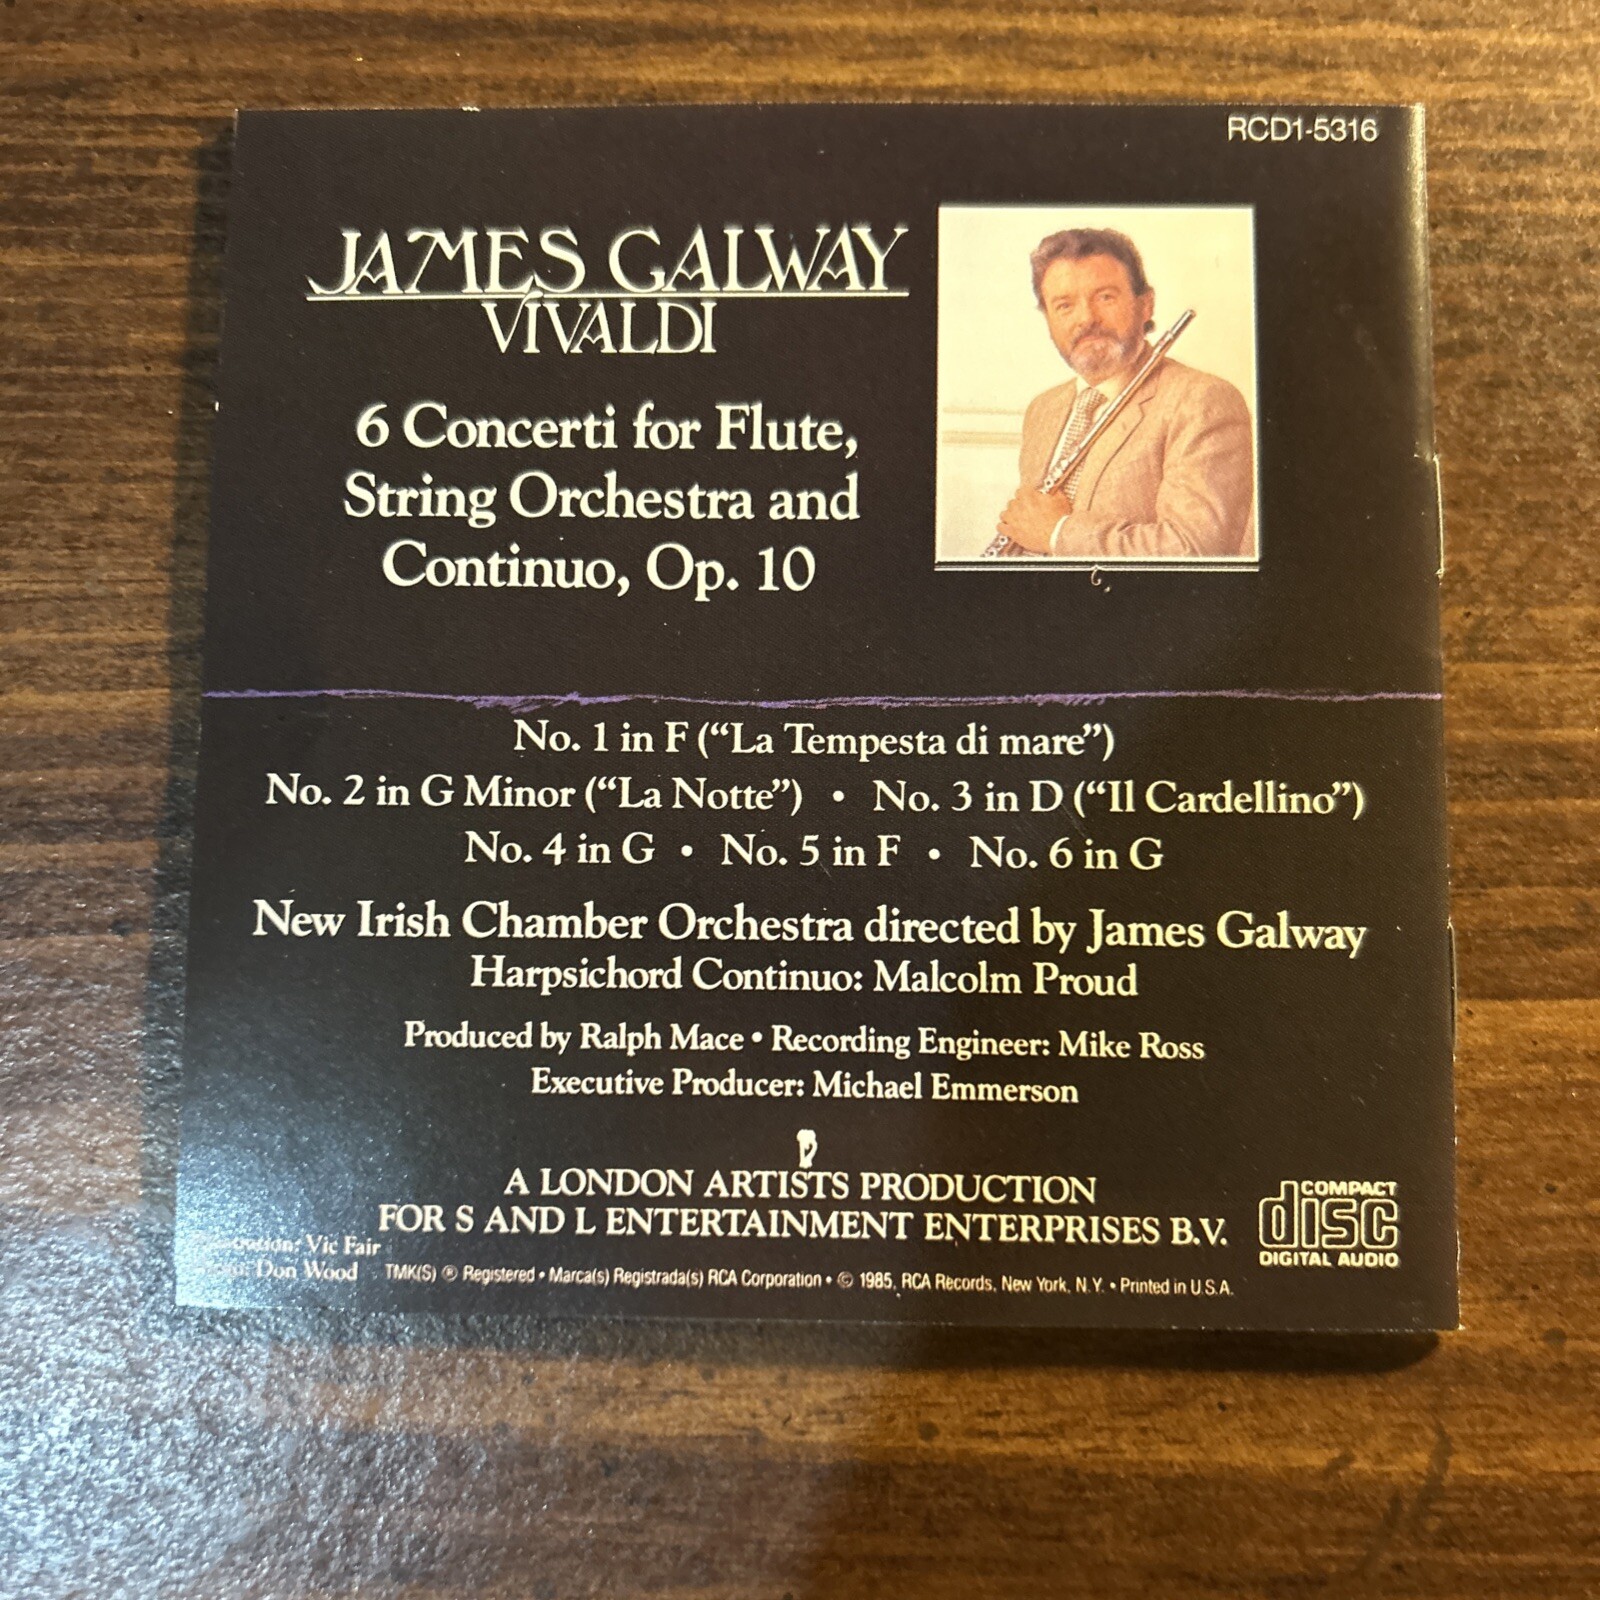 RCD1-5316
JAMES GALWAY
VIVALDI
6 Concerti for Flute,
String Orchestra and
Continuo, Op. 10
No. 1 in F (“La Tempesta di mare”)
No. 2 in G Minor (“La Notte”) • No. 3 in D (“Il Cardellino”)
No. 4 in G • No. 5 in F • No. 6 in G
New Irish Chamber Orchestra directed by James Galway
Harpsichord Continuo: Malcolm Proud
Produced by Ralph Mace • Recording Engineer: Mike Ross
Executive Producer: Michael Emmerson
A LONDON ARTISTS PRODUCTION
FOR S AND L ENTERTAINMENT ENTERPRISES B.V.
COMPACT
disc
DIGITAL AUDIO
Vic Fair
Don Wood
TMK(S) ® Registered • Marca(s) Registrada(s) RCA Corporation • © 1985, RCA Records, New York, N.Y. • Printed in U.S.A.